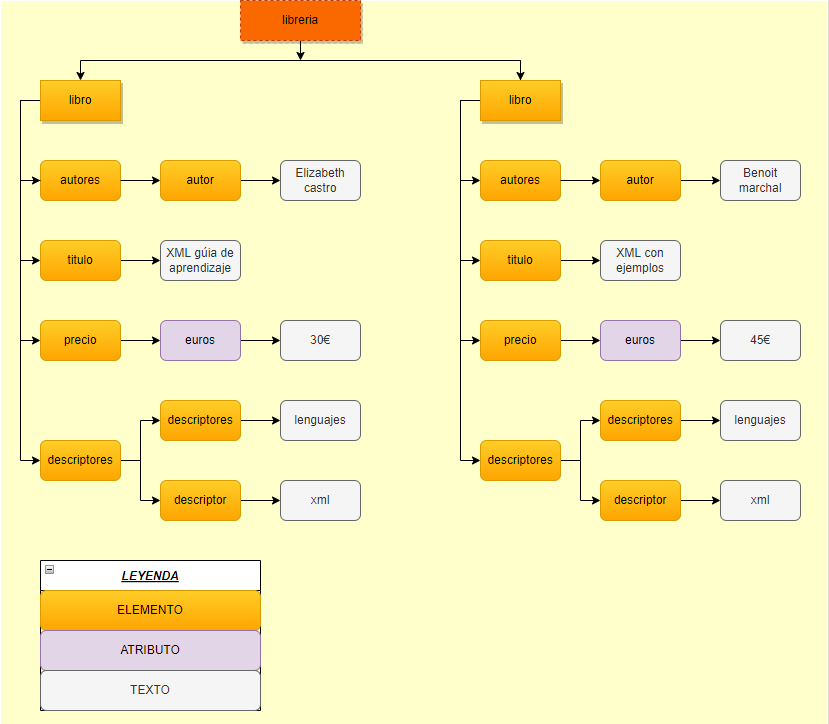 libreria
libro
libro
autores
autor
Elizabeth
castro
autores
autor
Benoit
marchal
titulo
XML gúia de
aprendizaje
titulo
XML con
ejemplos
precio
euros
30€
precio
euros
45€
descriptores
lenguajes
descriptores
lenguajes
descriptores
descriptores
descriptor
xml
descriptor
xml
LEYENDA
ELEMENTO
ATRIBUTO
TEXTO